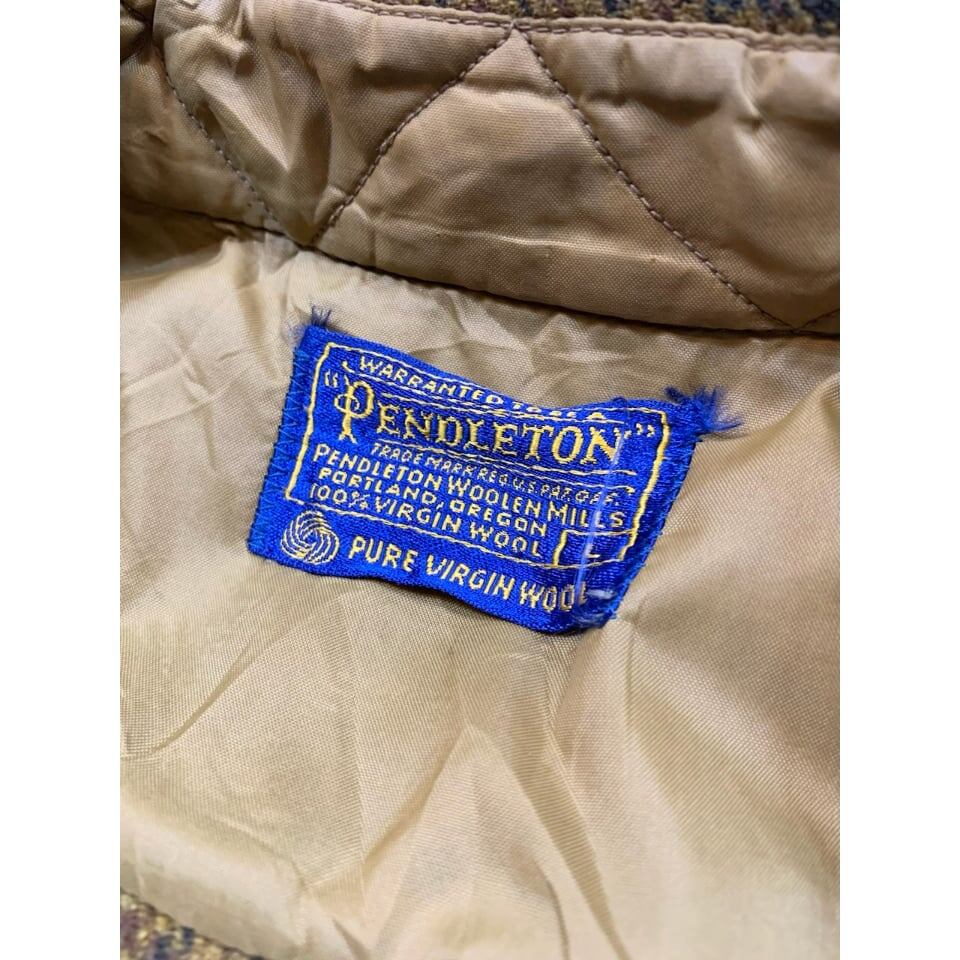 WARRANTED TO BE A
"PENDLETON"
TRADE MARK REG. U.S. PAT. OFF.
PENDLETON WOOLEN MILLS
PORTLAND, OREGON
100% VIRGIN WOOL L
PURE VIRGIN WOOL